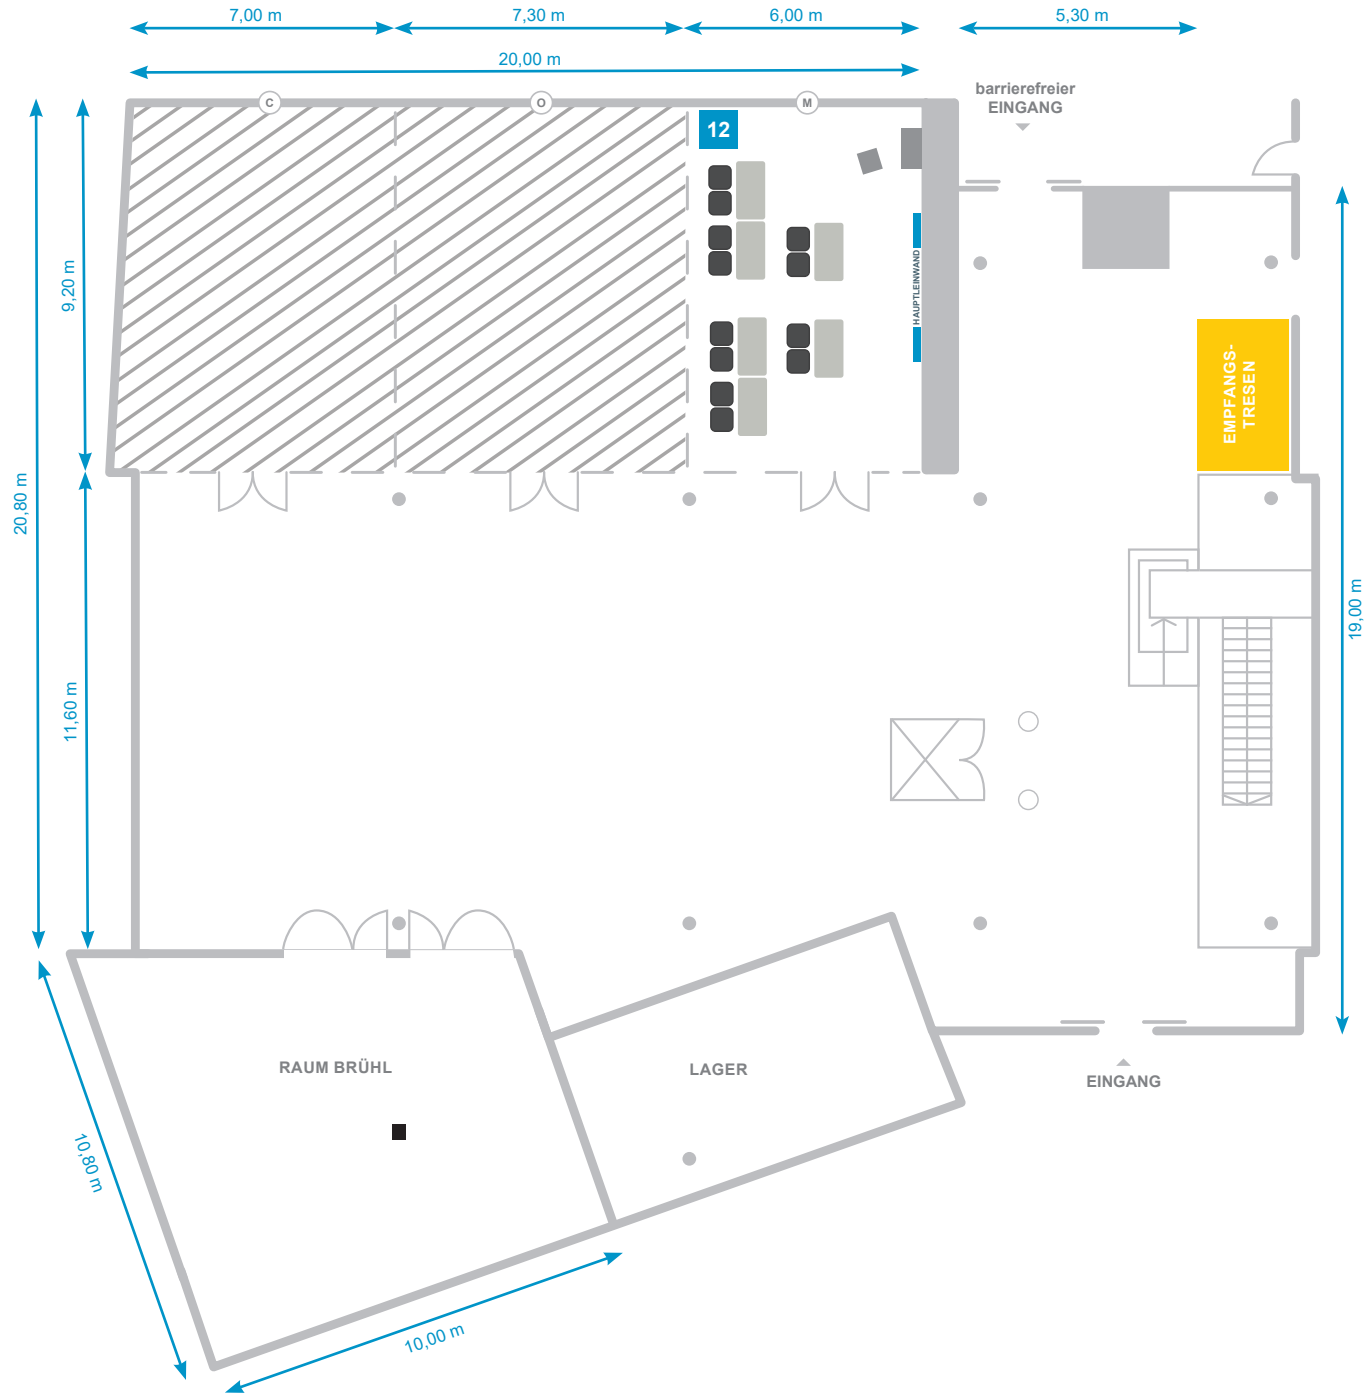 7,00 m
7,30 m
6,00 m
5,30 m
20,00 m
barrierefreier
EINGANG
C
O
M
12
9,20 m
HAUPTLEINWAND
EMPFANGS-
TRESEN
20,80 m
19,00 m
11,60 m
RAUM BRÜHL
LAGER
EINGANG
10,80 m
10,00 m